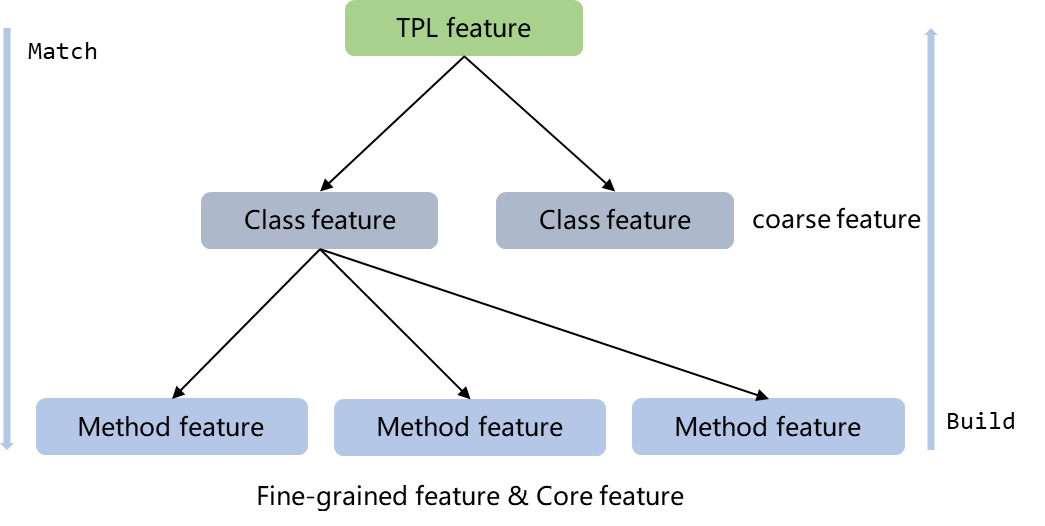 TPL feature
Match
Class feature
Class feature
coarse feature
Method feature
Method feature
Method feature
Build
Fine-grained feature & Core feature